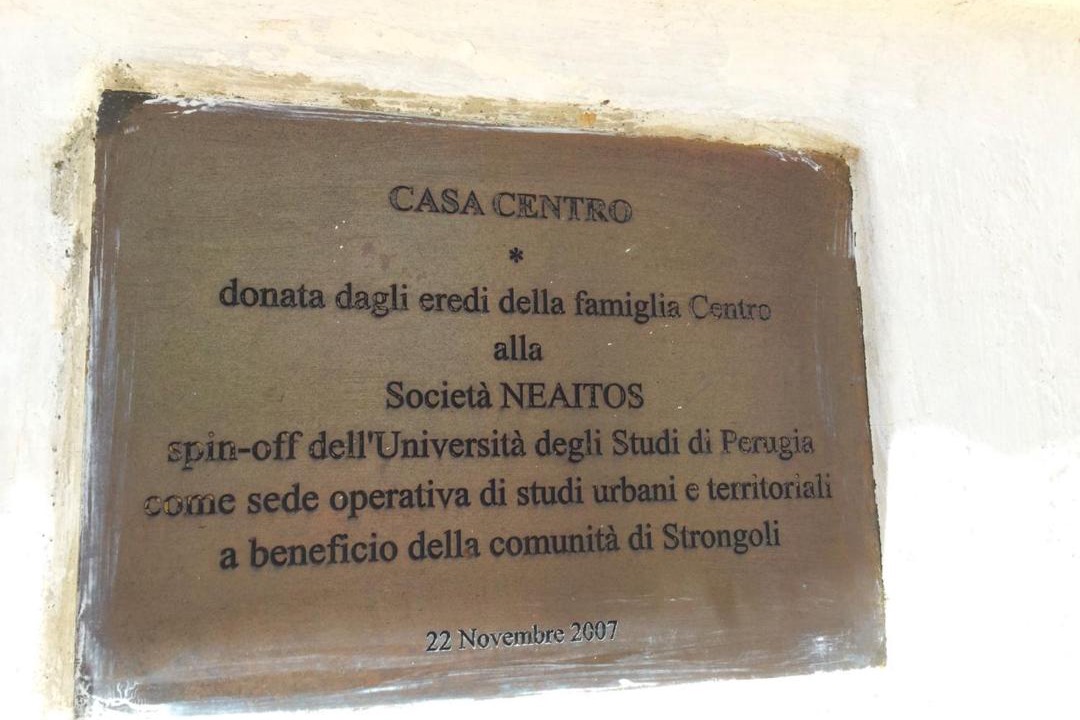 CASA CENTRO
*
donata dagli eredi della famiglia Centro
alla
Società NEAITOS
spin-off dell'Università degli Studi di Perugia
come sede operativa di studi urbani e territoriali
a beneficio della comunità di Strongoli
22 Novembre 2007